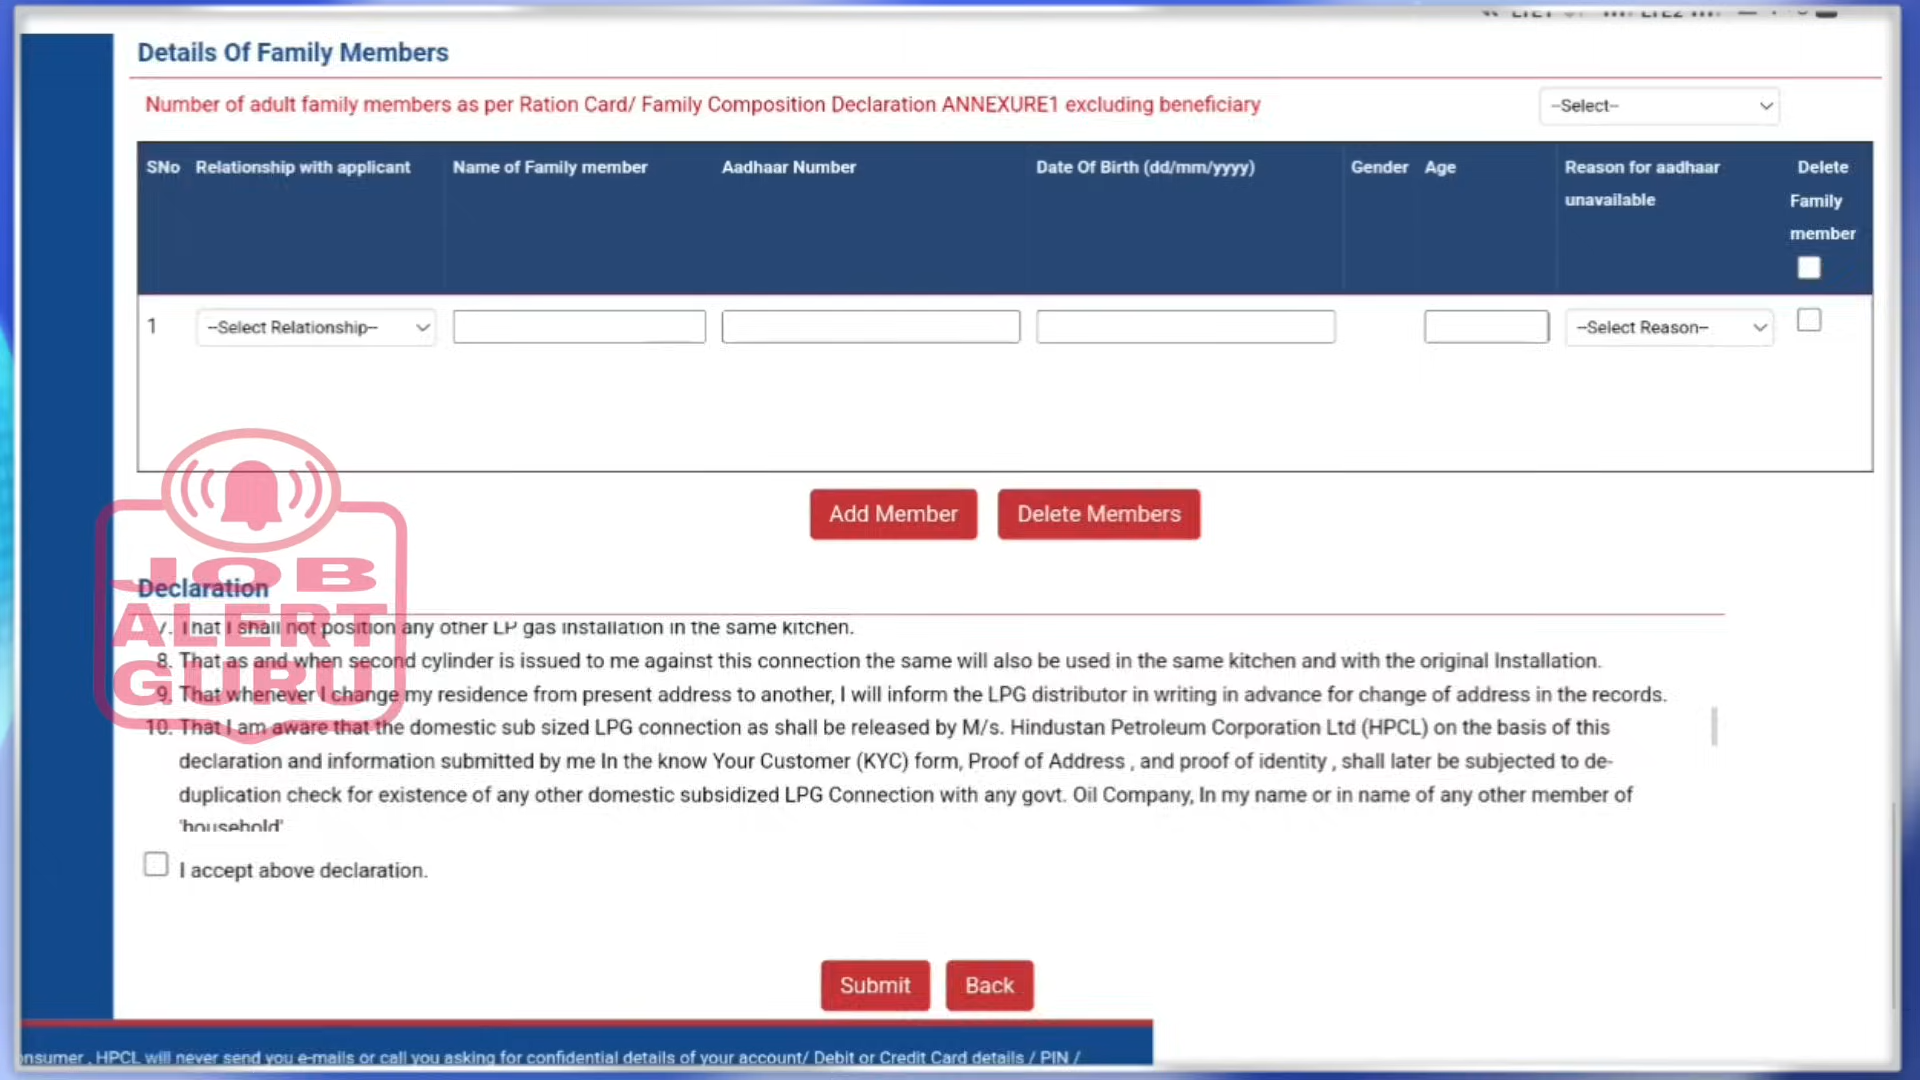 Details Of Family Members
Number of adult family members as per Ration Card/ Family Composition Declaration ANNEXURE1 excluding beneficiary
--Select--
SNo Relationship with applicant Name of Family member Aadhaar Number Date Of Birth (dd/mm/yyyy) Gender Age Reason for aadhaar unavailable Delete Family member
1 --Select Relationship-- --Select Reason--
Add Member Delete Members
JOB
ALERT
GURU
Declaration
7. That I shall not position any other LP gas installation in the same kitchen.
8. That as and when second cylinder is issued to me against this connection the same will also be used in the same kitchen and with the original Installation.
9. That whenever I change my residence from present address to another, I will inform the LPG distributor in writing in advance for change of address in the records.
10. That I am aware that the domestic sub sized LPG connection as shall be released by M/s. Hindustan Petroleum Corporation Ltd (HPCL) on the basis of this
declaration and information submitted by me In the know Your Customer (KYC) form, Proof of Address , and proof of identity , shall later be subjected to de-
duplication check for existence of any other domestic subsidized LPG Connection with any govt. Oil Company, In my name or in name of any other member of
'household'
I accept above declaration.
Submit Back
onsumer , HPCL will never send you e-mails or call you asking for confidential details of your account/ Debit or Credit Card details / PIN /